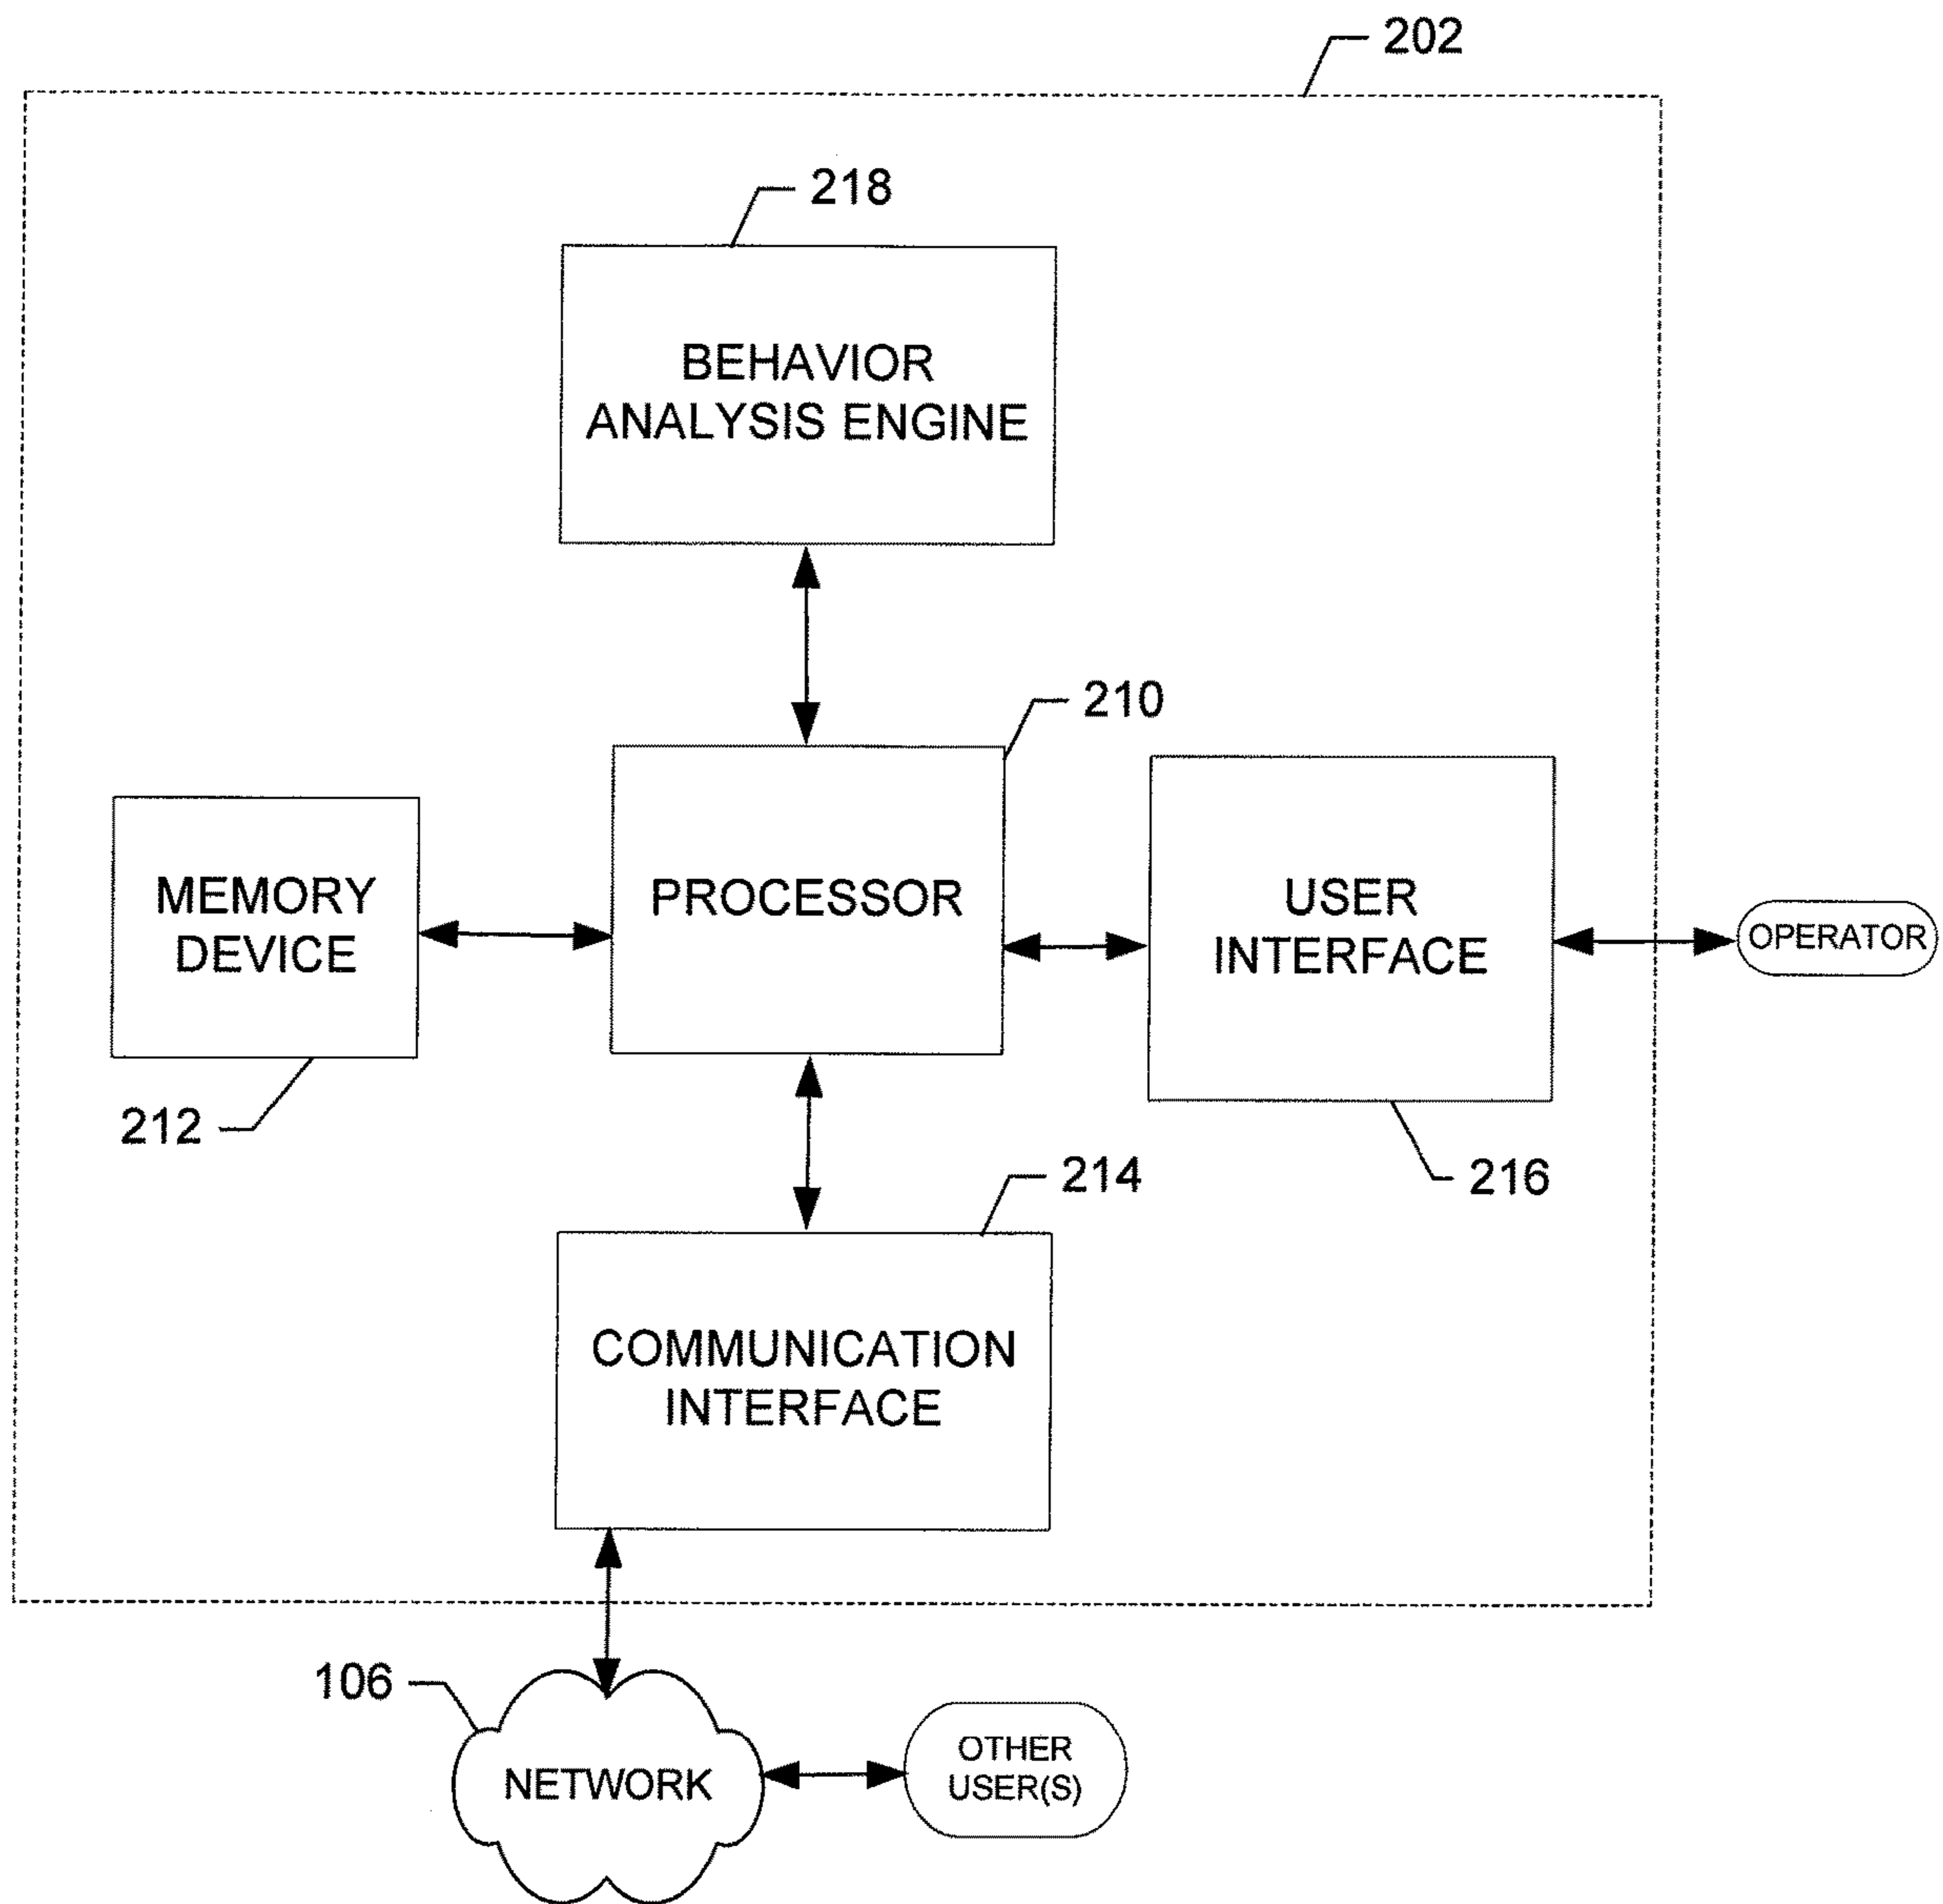 202
218
BEHAVIOR
ANALYSIS ENGINE
210
MEMORY
DEVICE
PROCESSOR
USER
INTERFACE
OPERATOR
212
214
216
COMMUNICATION
INTERFACE
106
NETWORK
OTHER
USER(S)